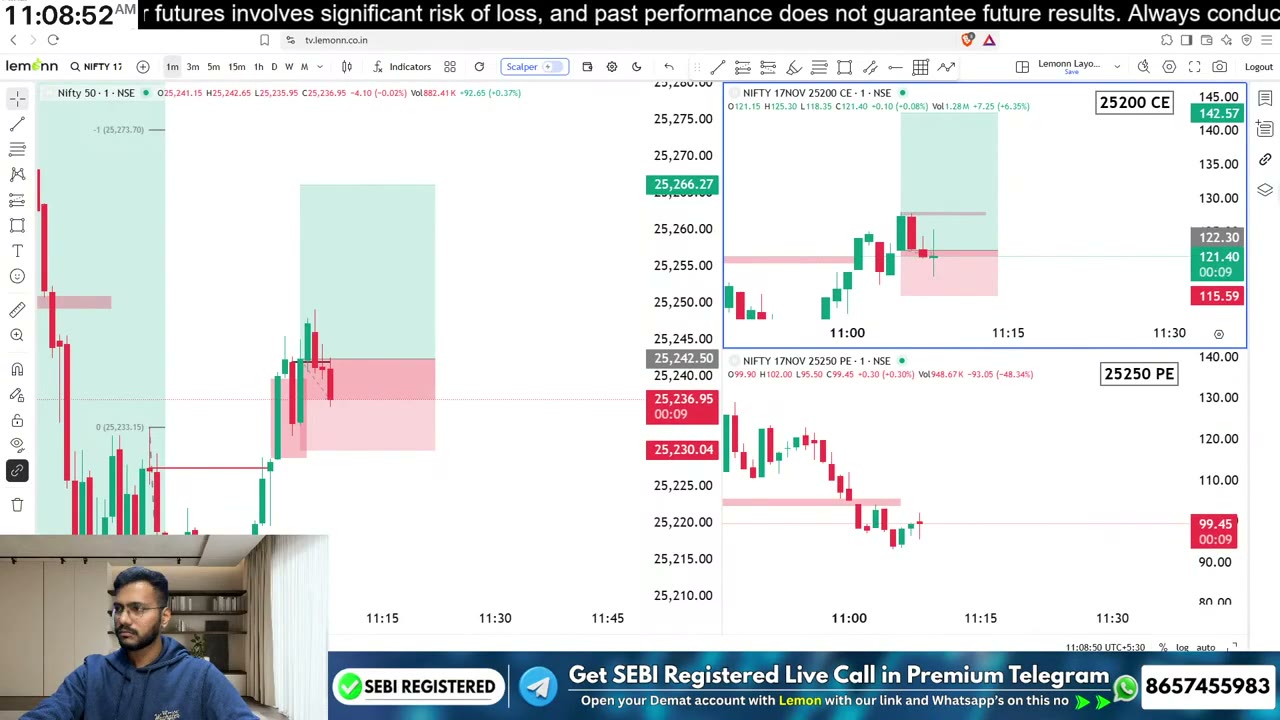 11:08:52 AM
r futures involves significant risk of loss, and past performance does not guarantee future results. Always conduc
tv.lemonn.co.in
lemonn NIFTY 17 1m 3m 5m 15m 1h D W M Indicators Scalper Lemonn Layo... Save Logout
Nifty 50 · 1 · NSE O25,241.15 H25,242.65 L25,235.95 C25,236.95 -4.10 (-0.02%) Vol882.41K +92.65 (+0.37%)
25,280.00
25,275.00
25,270.00
25,266.27
25,265.00
25,260.00
25,255.00
25,250.00
25,245.00
25,242.50
25,240.00
25,236.95
00:09
25,230.04
25,225.00
25,220.00
25,215.00
25,210.00
-1 (25,273.70)
0 (25,233.15)
11:15 11:30 11:45
NIFTY 17NOV 25200 CE · 1 · NSE
O121.15 H125.30 L118.35 C121.40 +0.10 (+0.08%) Vol1.28M +7.25 (+6.35%)
25200 CE
145.00
142.57
140.00
135.00
130.00
122.30
121.40
00:09
115.59
11:00 11:15 11:30
NIFTY 17NOV 25250 PE · 1 · NSE
O99.90 H102.00 L95.50 C99.45 +0.30 (+0.30%) Vol948.67K -93.05 (-48.34%)
25250 PE
140.00
130.00
120.00
110.00
99.45
00:09
90.00
80.00
11:00 11:15 11:30
11:08:50 UTC+5:30 % log auto
SEBI REGISTERED
Get SEBI Registered Live Call in Premium Telegram
Open your Demat account with Lemon with our link and Whatsapp's on this no
8657455983